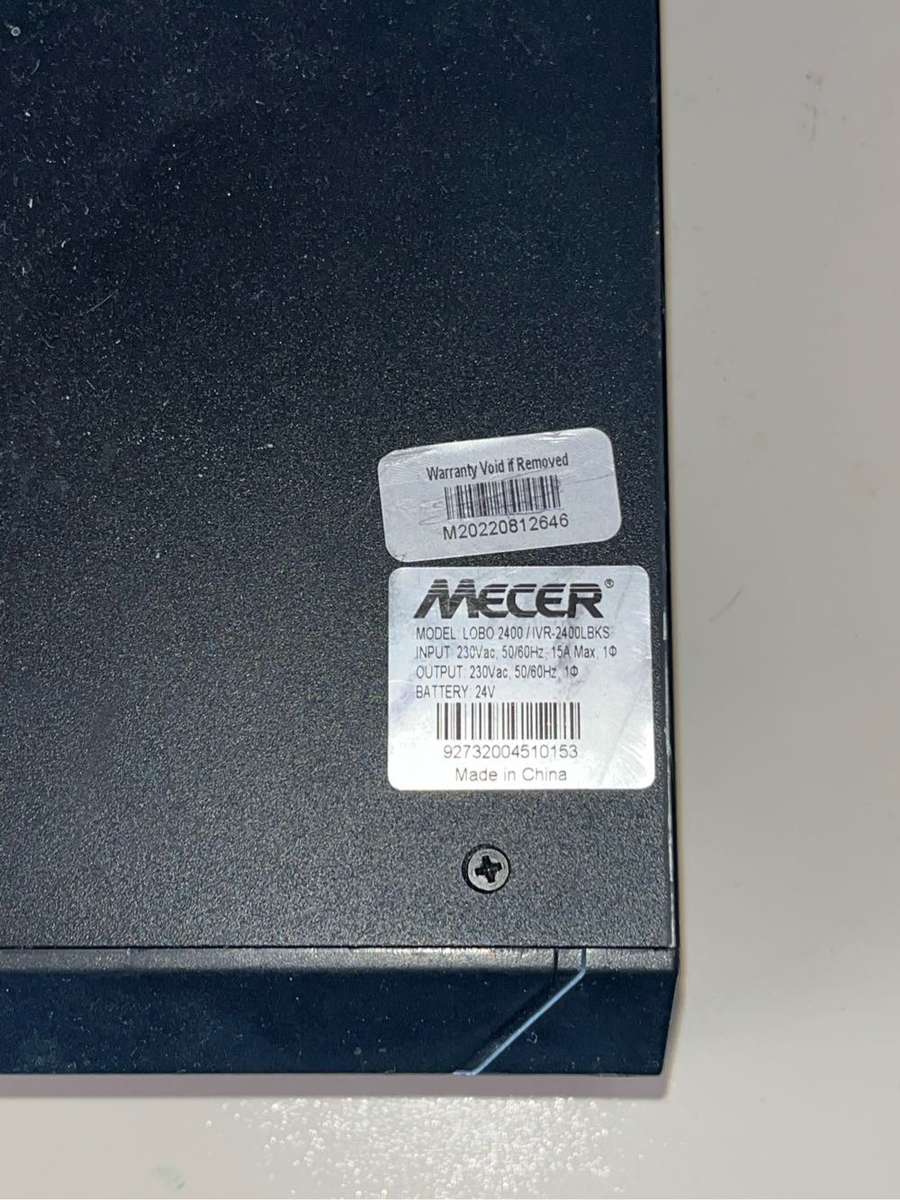 Warranty Void if Removed
M20220812646
MECER®
MODEL LOBO 2400 / IVR-2400LBKS
INPUT 230Vac, 50/60Hz, 15A Max, 1Φ
OUTPUT 230Vac, 50/60Hz, 1Φ
BATTERY 24V
92732004510153
Made in China